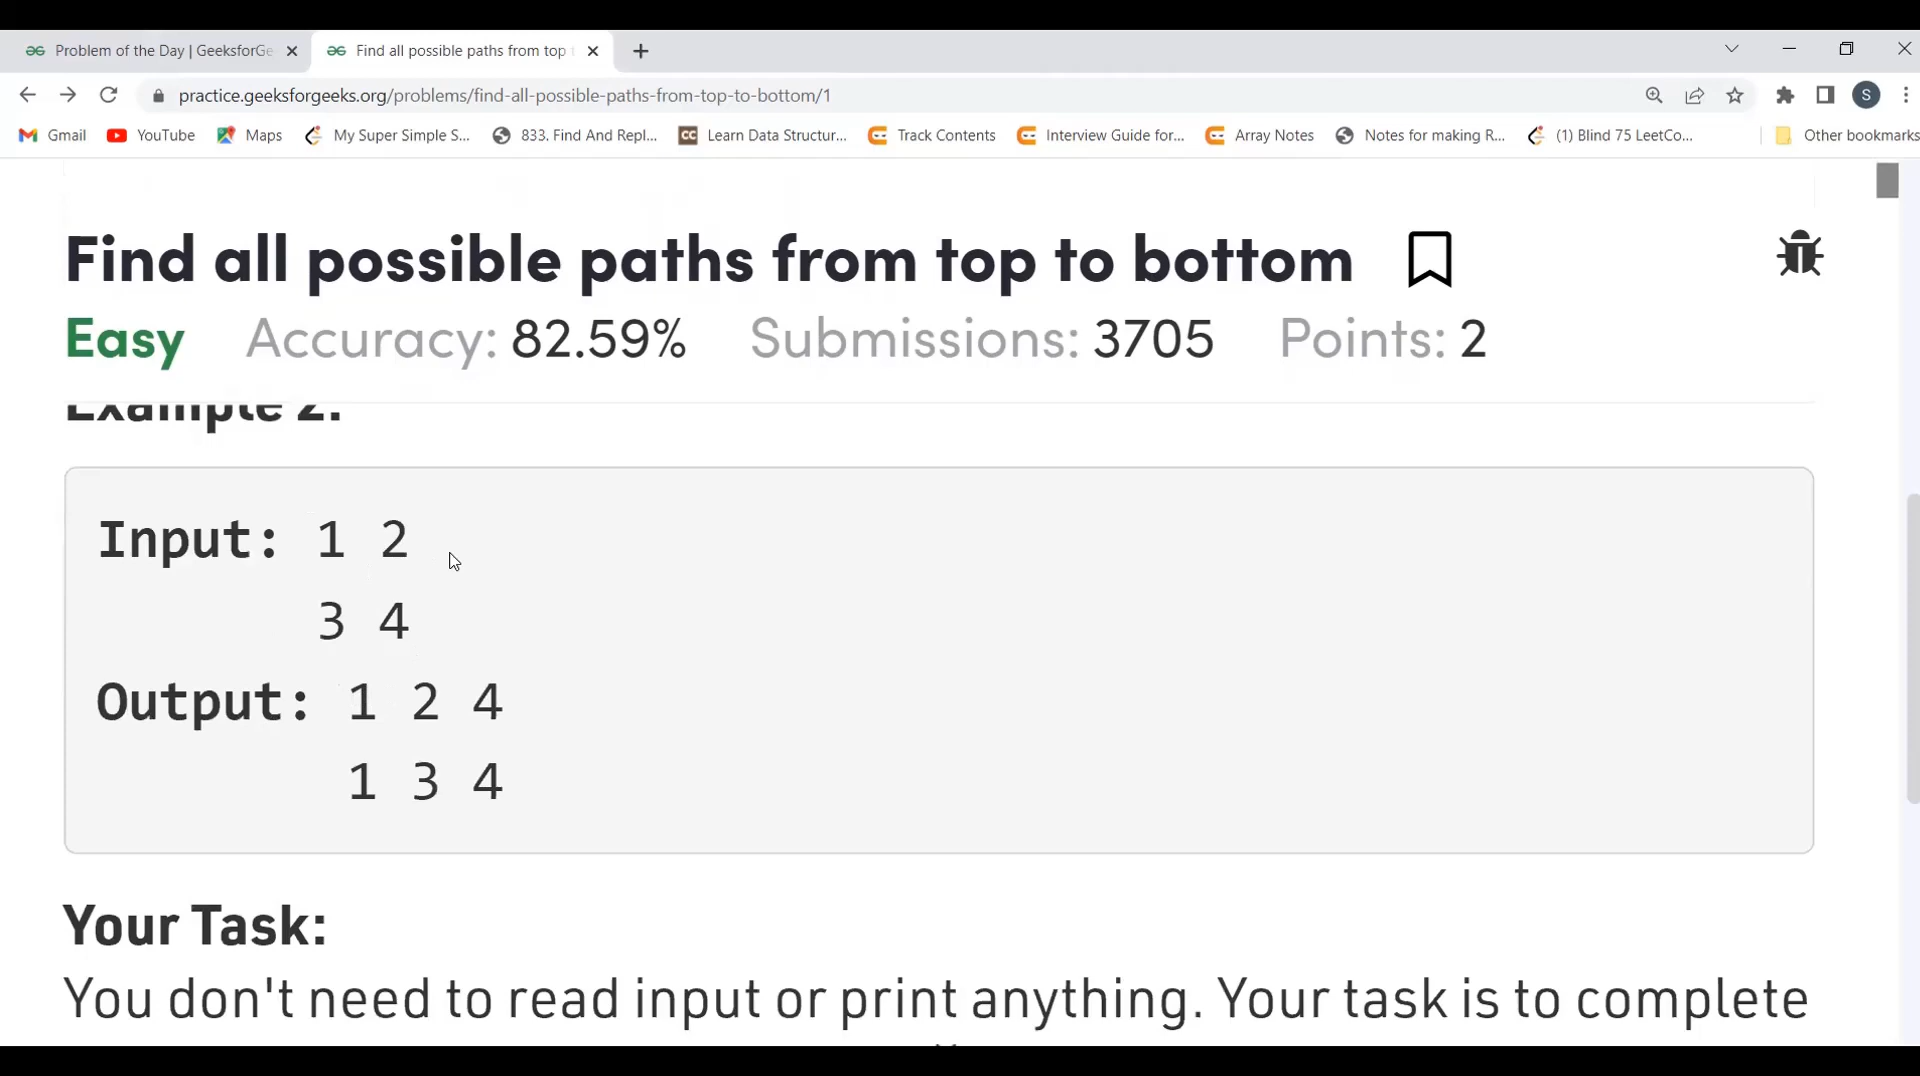 Problem of the Day | GeeksforGe
Find all possible paths from top
practice.geeksforgeeks.org/problems/find-all-possible-paths-from-top-to-bottom/1
S
Gmail YouTube Maps My Super Simple S... 833. Find And Repl... CC Learn Data Structur... Track Contents Interview Guide for... Array Notes Notes for making R... (1) Blind 75 LeetCo... Other bookmarks
Find all possible paths from top to bottom
Easy Accuracy: 82.59% Submissions: 3705 Points: 2
Example 2:
Input: 1 2
3 4
Output: 1 2 4
1 3 4
Your Task:
You don't need to read input or print anything. Your task is to complete